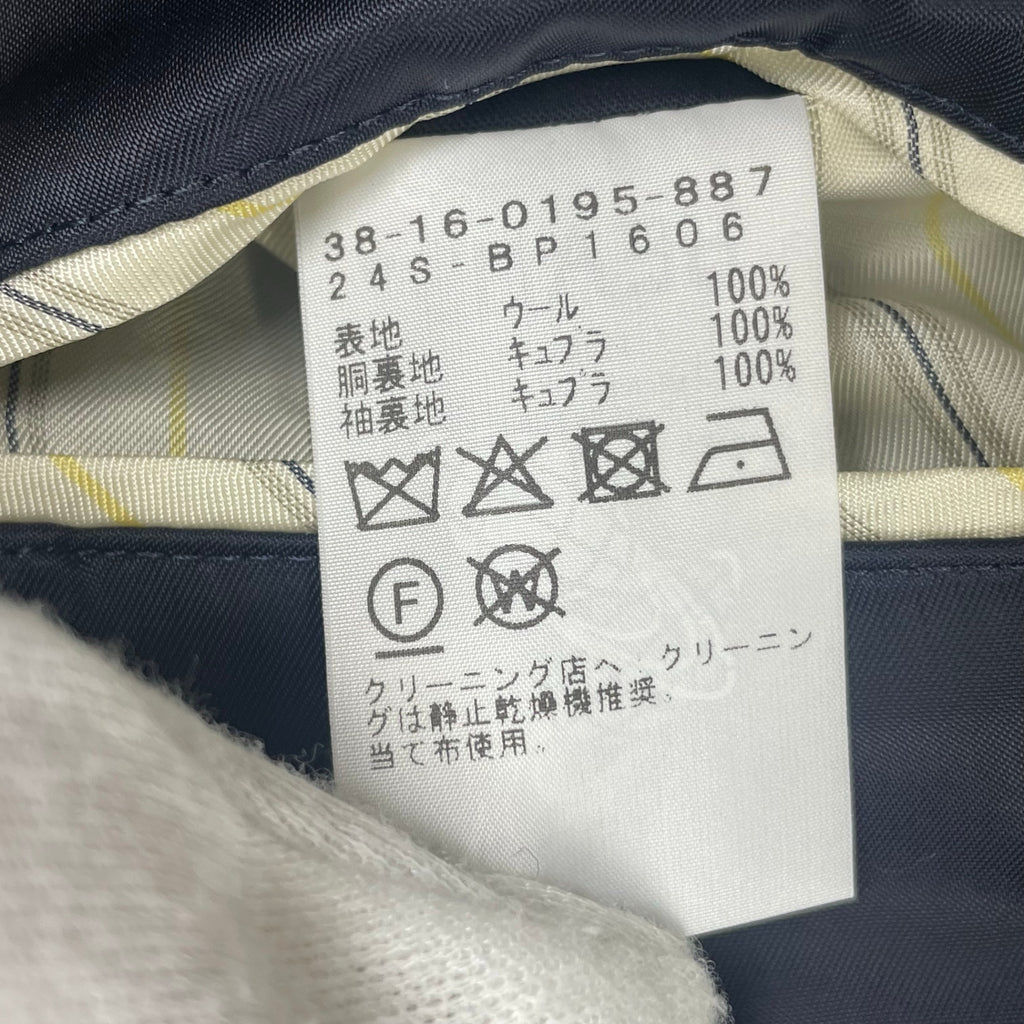 38-16-0195-887
24S-BP1606
表地 ウール 100%
胴裏地 キュプラ 100%
袖裏地 キュプラ 100%
F W
クリーニング店へ クリーニン
グは静止乾燥機推奨.
当て布使用.